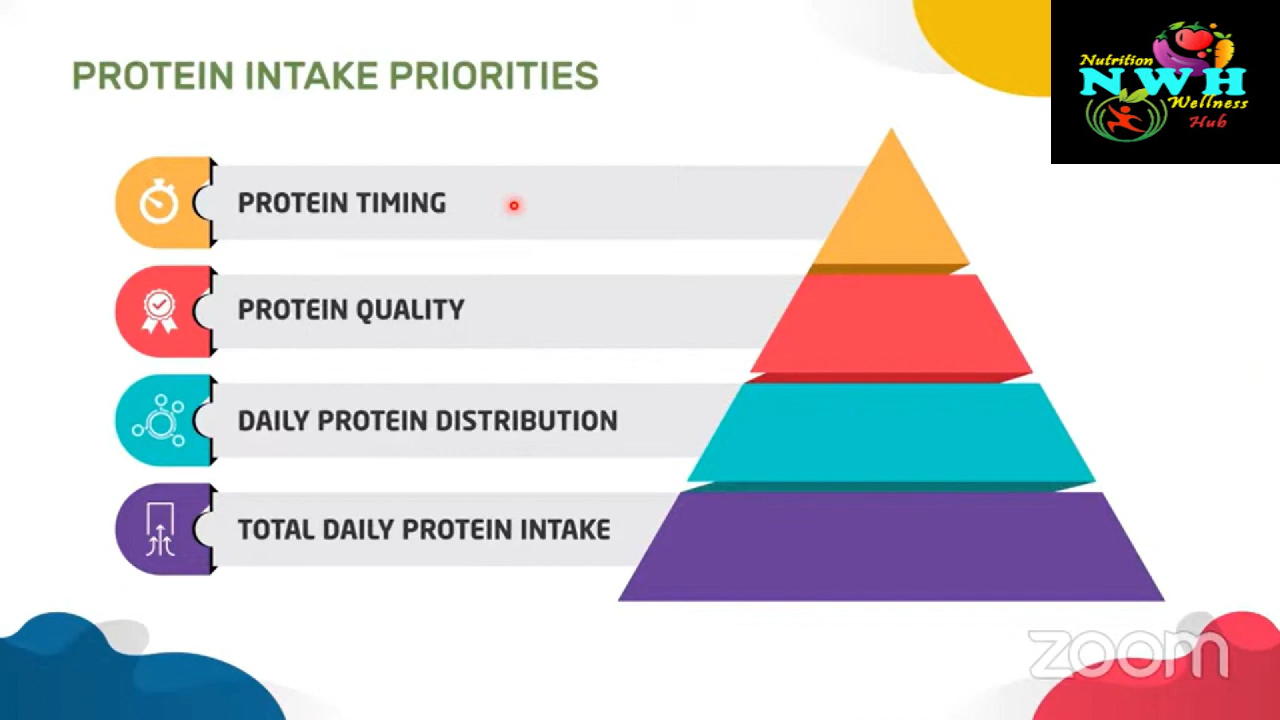 PROTEIN INTAKE PRIORITIES
Nutrition
NWH
Wellness
Hub
PROTEIN TIMING
PROTEIN QUALITY
DAILY PROTEIN DISTRIBUTION
TOTAL DAILY PROTEIN INTAKE
zoom